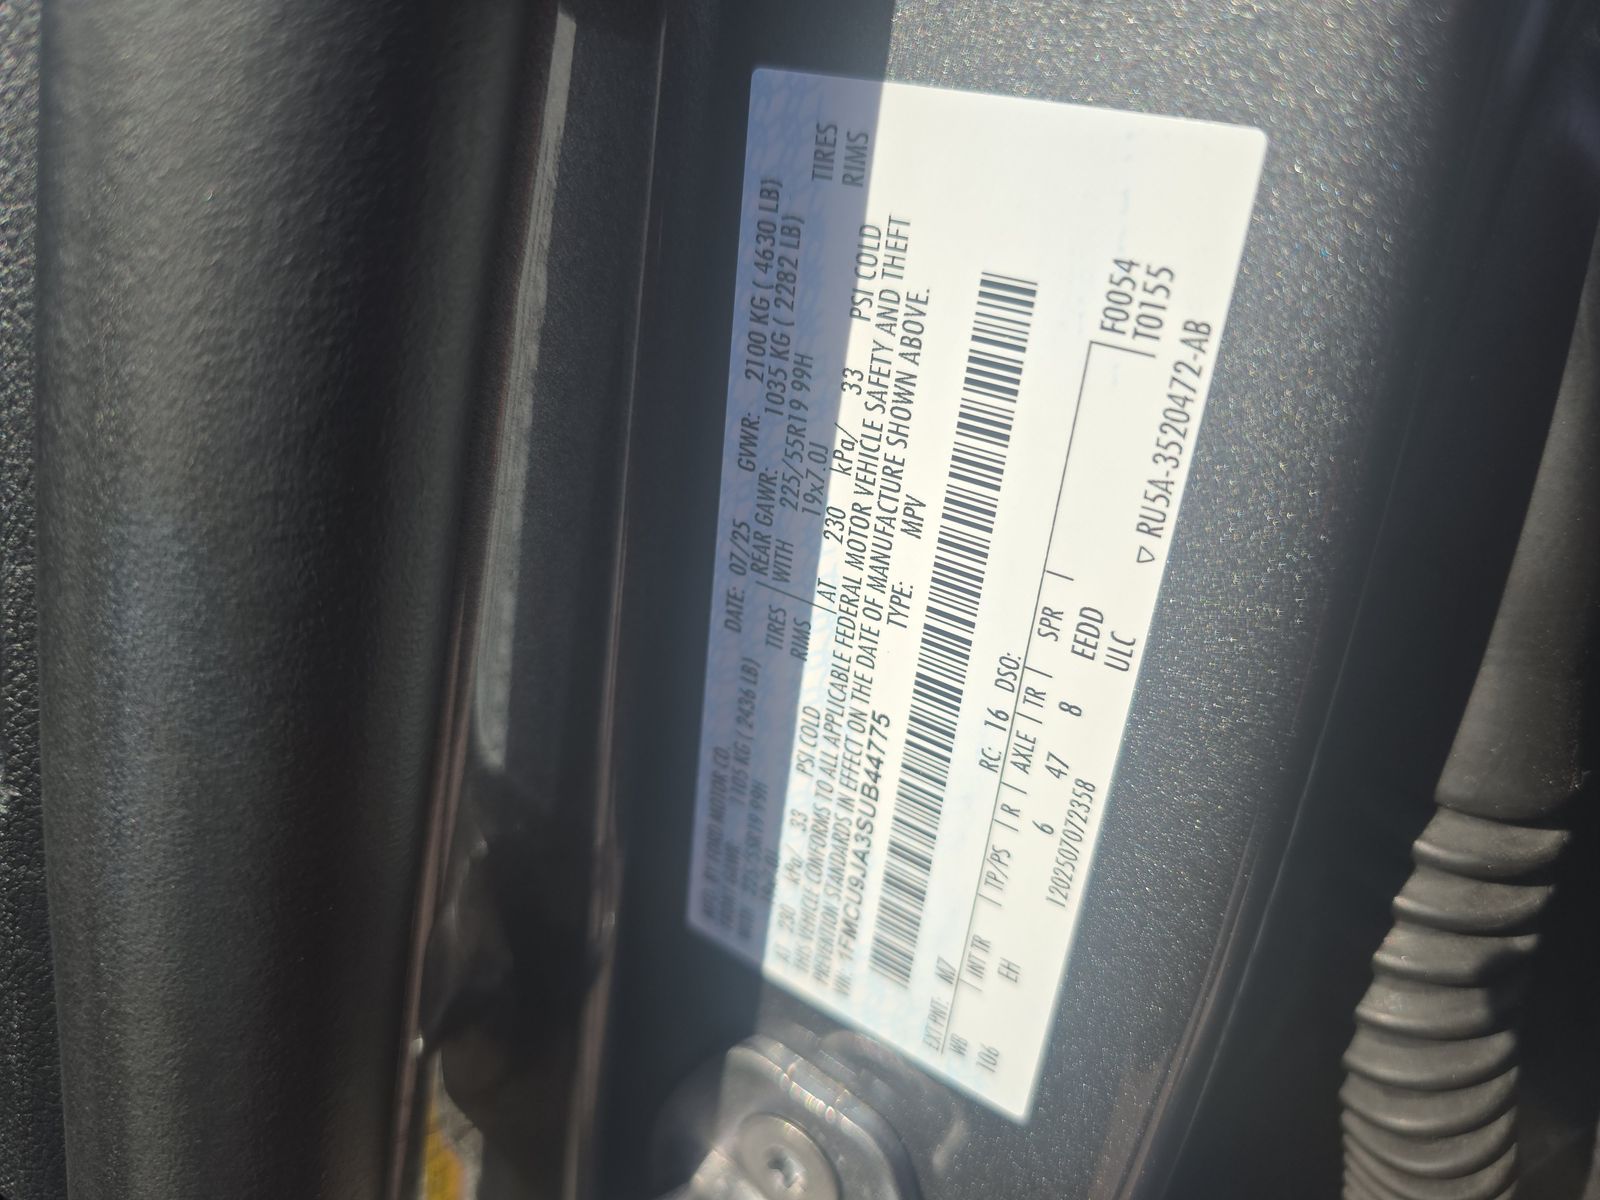 MFD. BY FORD MOTOR CO. DATE: 07/25 GVWR: 2100 KG ( 4630 LB)
GAWR: 1105 KG ( 2436 LB) REAR GAWR: 1035 KG ( 2282 LB)
WITH 225/55R19 99H TIRES WITH 225/55R19 99H TIRES
RIMS 19x7.0J RIMS
AT 230 kPa/ 33 PSI COLD AT 230 kPa/ 33 PSI COLD
THIS VEHICLE CONFORMS TO ALL APPLICABLE FEDERAL MOTOR VEHICLE SAFETY AND THEFT
PREVENTION STANDARDS IN EFFECT ON THE DATE OF MANUFACTURE SHOWN ABOVE.
VIN: 1FMCU9JA3SUB44775 TYPE: MPV
EXT PNT: M7 RC: 16 DSO:
WB INT TR TP/PS R AXLE TR SPR F0054
106 EH 6 47 8 EEDD T0155
ULC
1202507072358 ▽ RU5A-3520472-AB